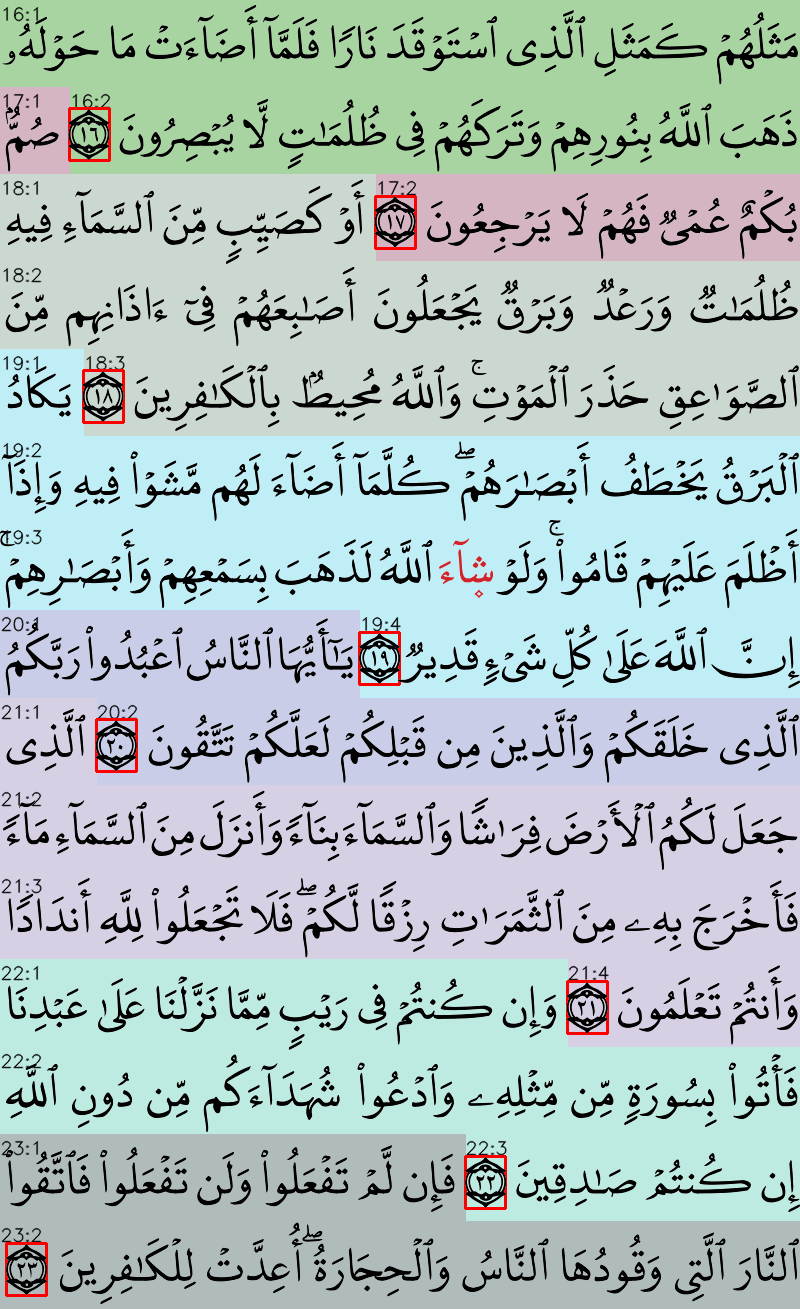 16:1
مَثَلُهُمْ كَمَثَلِ ٱلَّذِى ٱسْتَوْقَدَ نَارًا فَلَمَّآ أَضَآءَتْ مَا حَوْلَهُۥ
17:1 16:2
ذَهَبَ ٱللَّهُ بِنُورِهِمْ وَتَرَكَهُمْ فِى ظُلُمَٰتٍ لَّا يُبْصِرُونَ ١٦ صُمٌّۢ
18:1 17:2
بُكْمٌ عُمْىٌ فَهُمْ لَا يَرْجِعُونَ ١٧ أَوْ كَصَيِّبٍ مِّنَ ٱلسَّمَآءِ فِيهِ
18:2
ظُلُمَٰتٌ وَرَعْدٌ وَبَرْقٌ يَجْعَلُونَ أَصَٰبِعَهُمْ فِىٓ ءَاذَانِهِم مِّنَ
19:1 18:3
ٱلصَّوَٰعِقِ حَذَرَ ٱلْمَوْتِ ۚ وَٱللَّهُ مُحِيطٌۢ بِٱلْكَٰفِرِينَ ١٨ يَكَادُ
19:2
ٱلْبَرْقُ يَخْطَفُ أَبْصَٰرَهُمْ ۖ كُلَّمَآ أَضَآءَ لَهُم مَّشَوْا۟ فِيهِ وَإِذَآ
19:3
أَظْلَمَ عَلَيْهِمْ قَامُوا۟ ۚ وَلَوْ شَآءَ ٱللَّهُ لَذَهَبَ بِسَمْعِهِمْ وَأَبْصَٰرِهِمْ ۚ
20:1 19:4
إِنَّ ٱللَّهَ عَلَىٰ كُلِّ شَىْءٍ قَدِيرٌ ١٩ يَٰٓأَيُّهَا ٱلنَّاسُ ٱعْبُدُوا۟ رَبَّكُمُ
21:1 20:2
ٱلَّذِى خَلَقَكُمْ وَٱلَّذِينَ مِن قَبْلِكُمْ لَعَلَّكُمْ تَتَّقُونَ ٢٠ ٱلَّذِى
21:2
جَعَلَ لَكُمُ ٱلْأَرْضَ فِرَٰشًا وَٱلسَّمَآءَ بِنَآءً وَأَنزَلَ مِنَ ٱلسَّمَآءِ مَآءً
21:3
فَأَخْرَجَ بِهِۦ مِنَ ٱلثَّمَرَٰتِ رِزْقًا لَّكُمْ ۖ فَلَا تَجْعَلُوا۟ لِلَّهِ أَندَادًا
22:1 21:4
وَأَنتُمْ تَعْلَمُونَ ٢١ وَإِن كُنتُمْ فِى رَيْبٍ مِّمَّا نَزَّلْنَا عَلَىٰ عَبْدِنَا
22:2
فَأْتُوا۟ بِسُورَةٍ مِّن مِّثْلِهِۦ وَٱدْعُوا۟ شُهَدَآءَكُم مِّن دُونِ ٱللَّهِ
23:1 22:3
إِن كُنتُمْ صَٰدِقِينَ ٢٢ فَإِن لَّمْ تَفْعَلُوا۟ وَلَن تَفْعَلُوا۟ فَٱتَّقُوا۟
23:2
ٱلنَّارَ ٱلَّتِى وَقُودُهَا ٱلنَّاسُ وَٱلْحِجَارَةُ ۖ أُعِدَّتْ لِلْكَٰفِرِينَ ٢٣